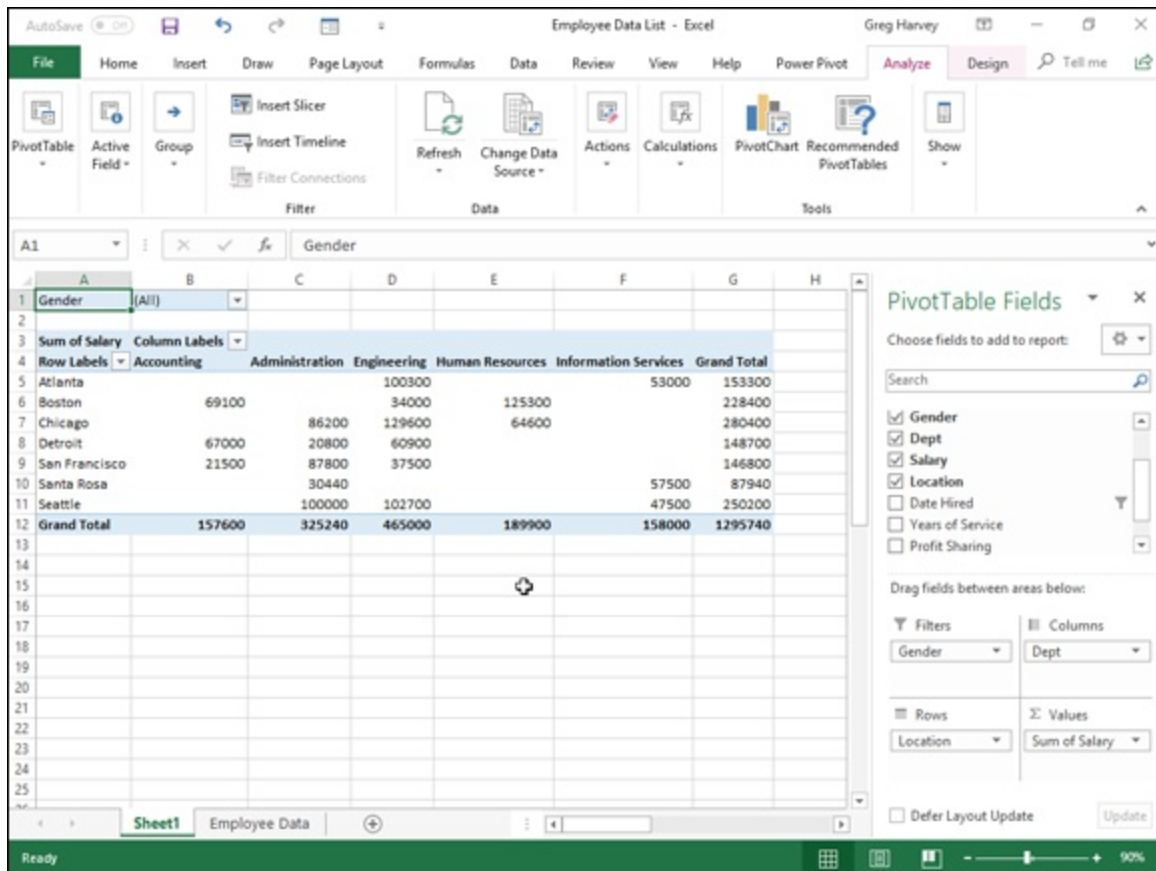 AutoSave Off Employee Data List - Excel Greg Harvey
File Home Insert Draw Page Layout Formulas Data Review View Help Power Pivot Analyze Design Tell me
Insert Slicer
Insert Timeline
Filter Connections
PivotTable Active Field Group Refresh Change Data Source Actions Calculations PivotChart Recommended PivotTables Show
Filter Data Tools
A1 fx Gender
A B C D E F G H
1 Gender (All)
2
3 Sum of Salary Column Labels
4 Row Labels Accounting Administration Engineering Human Resources Information Services Grand Total
5 Atlanta 100300 53000 153300
6 Boston 69100 34000 125300 228400
7 Chicago 86200 129600 64600 280400
8 Detroit 67000 20800 60900 148700
9 San Francisco 21500 87800 37500 146800
10 Santa Rosa 30440 57500 87940
11 Seattle 100000 102700 47500 250200
12 Grand Total 157600 325240 465000 189900 158000 1295740
13
14
15
16
17
18
19
20
21
22
23
24
25
PivotTable Fields
Choose fields to add to report:
Search
Gender
Dept
Salary
Location
Date Hired
Years of Service
Profit Sharing
Drag fields between areas below:
Filters Columns
Gender Dept
Rows Σ Values
Location Sum of Salary
Defer Layout Update Update
Sheet1 Employee Data
Ready 90%